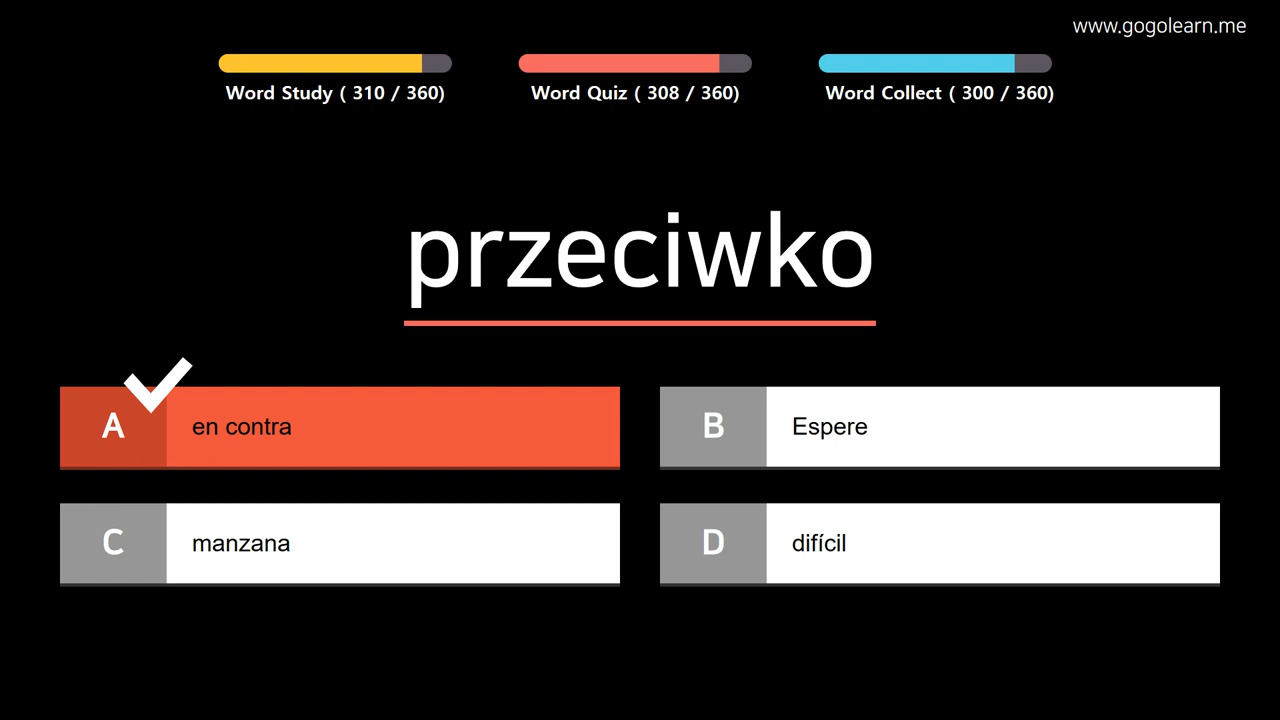 www.gogolearn.me
Word Study ( 310 / 360)
Word Quiz ( 308 / 360)
Word Collect ( 300 / 360)
przeciwko
A en contra
B Espere
C manzana
D difícil